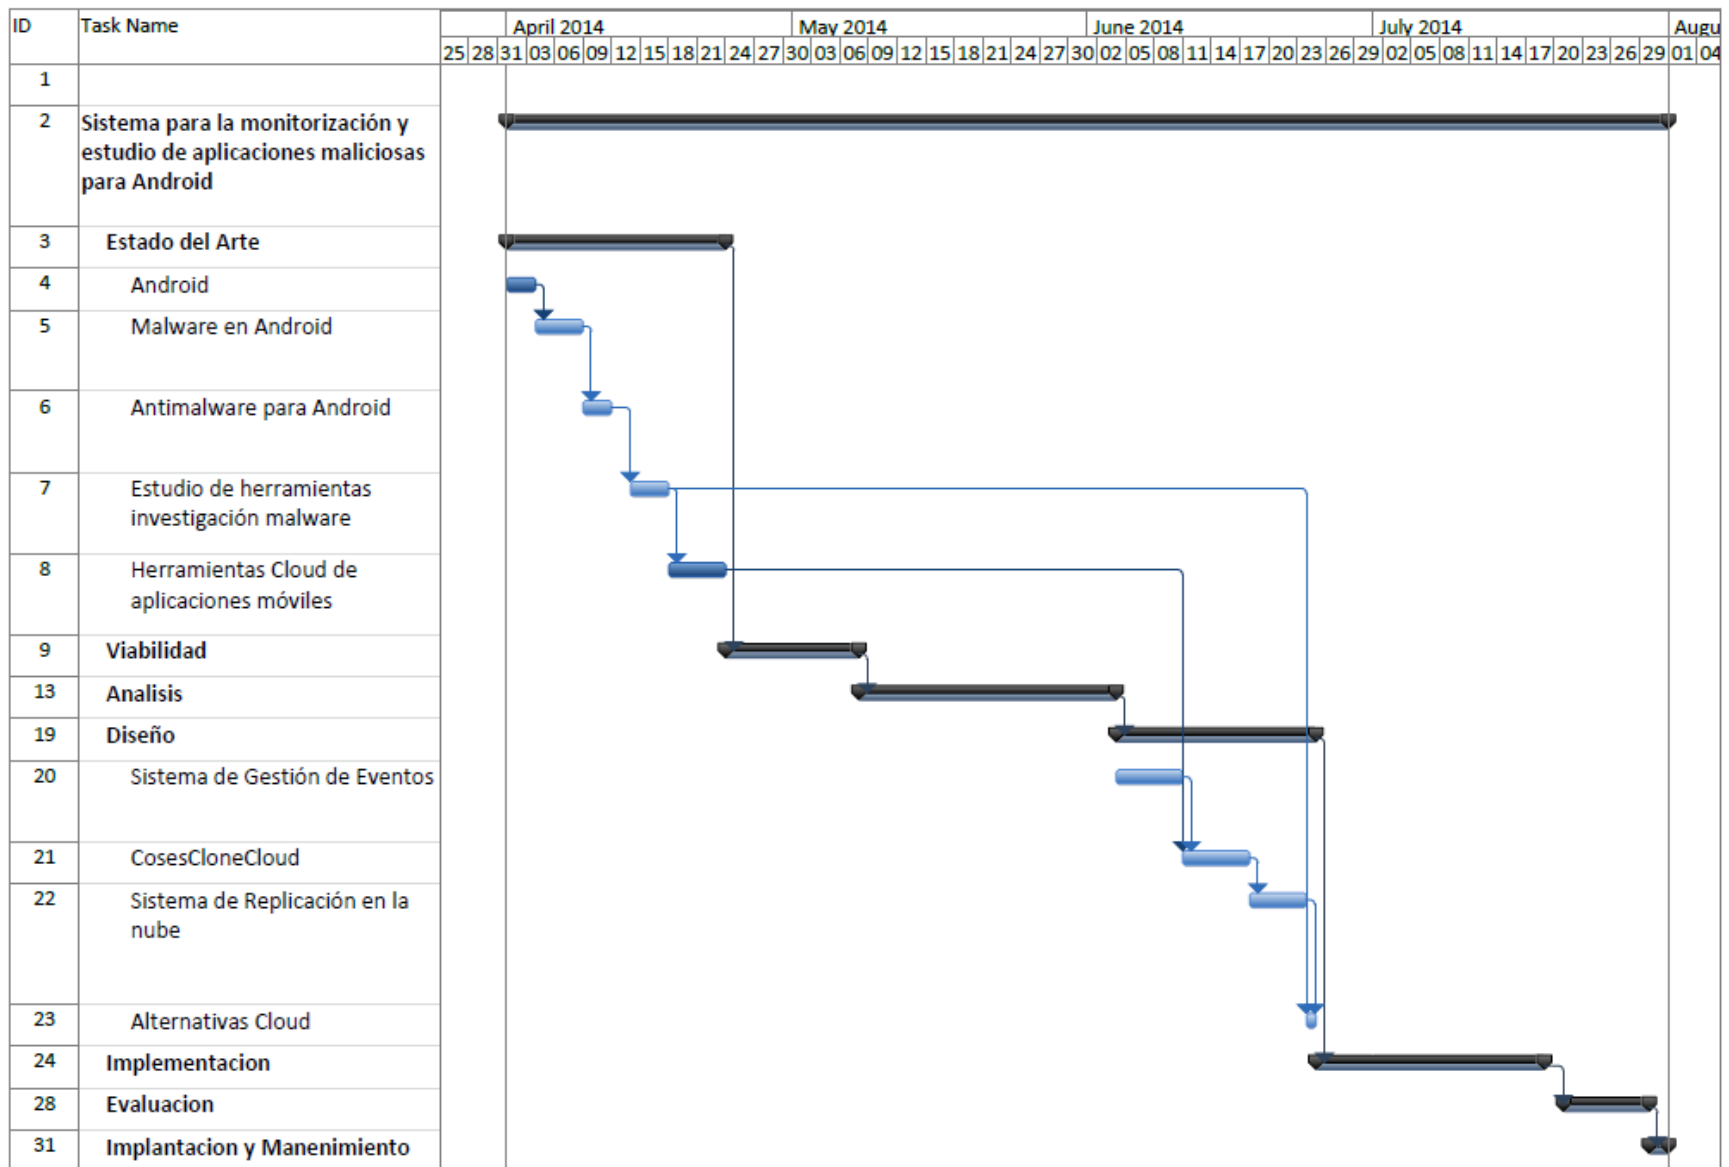 ID Task Name April 2014 May 2014 June 2014 July 2014 Augu
25 28 31 03 06 09 12 15 18 21 24 27 30 03 06 09 12 15 18 21 24 27 30 02 05 08 11 14 17 20 23 26 29 02 05 08 11 14 17 20 23 26 29 01 04
1
2 Sistema para la monitorización y
estudio de aplicaciones maliciosas
para Android
3 Estado del Arte
4 Android
5 Malware en Android
6 Antimalware para Android
7 Estudio de herramientas
investigación malware
8 Herramientas Cloud de
aplicaciones móviles
9 Viabilidad
13 Analisis
19 Diseño
20 Sistema de Gestión de Eventos
21 CosesCloneCloud
22 Sistema de Replicación en la
nube
23 Alternativas Cloud
24 Implementacion
28 Evaluacion
31 Implantacion y Manenimiento